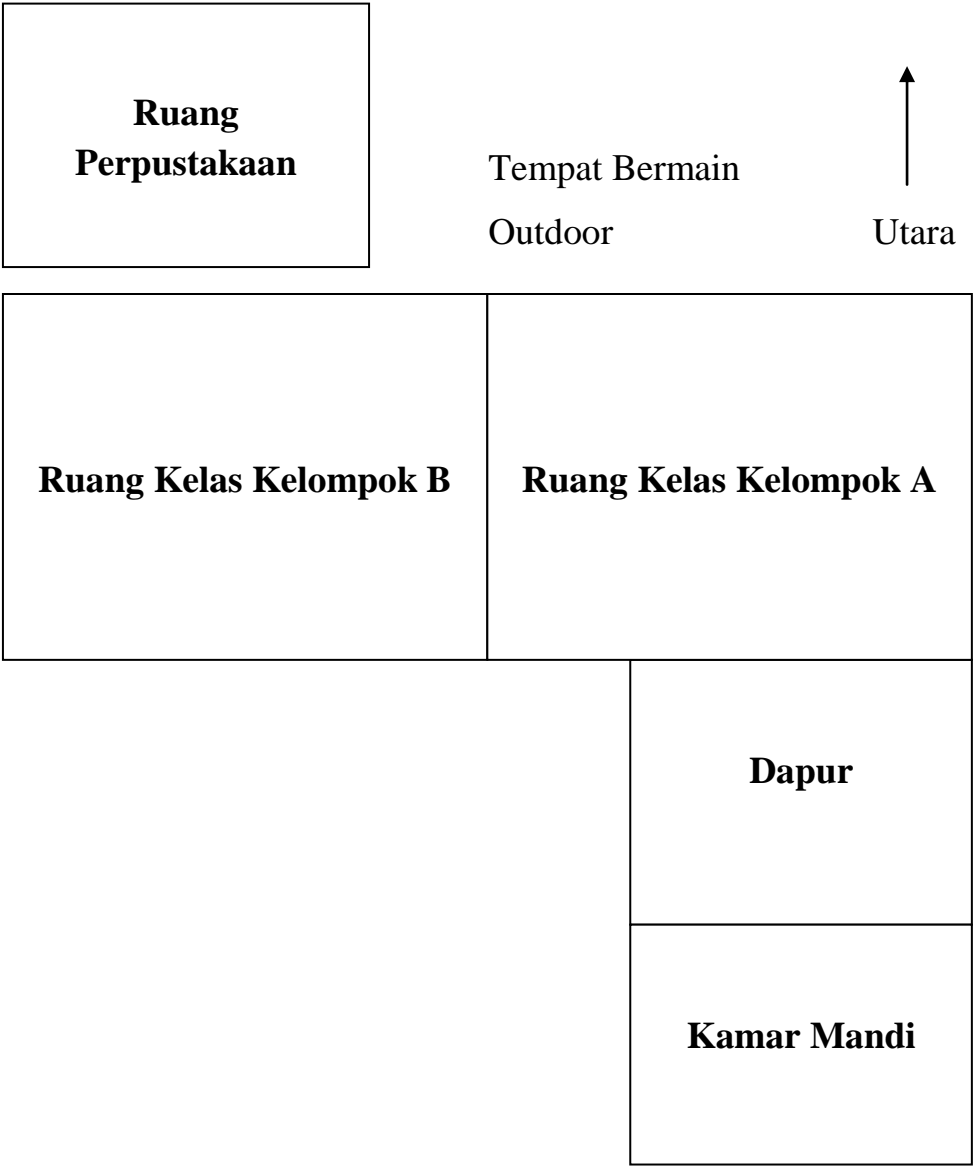 Ruang
Perpustakaan
Tempat Bermain
Outdoor
Utara
Ruang Kelas Kelompok B
Ruang Kelas Kelompok A
Dapur
Kamar Mandi